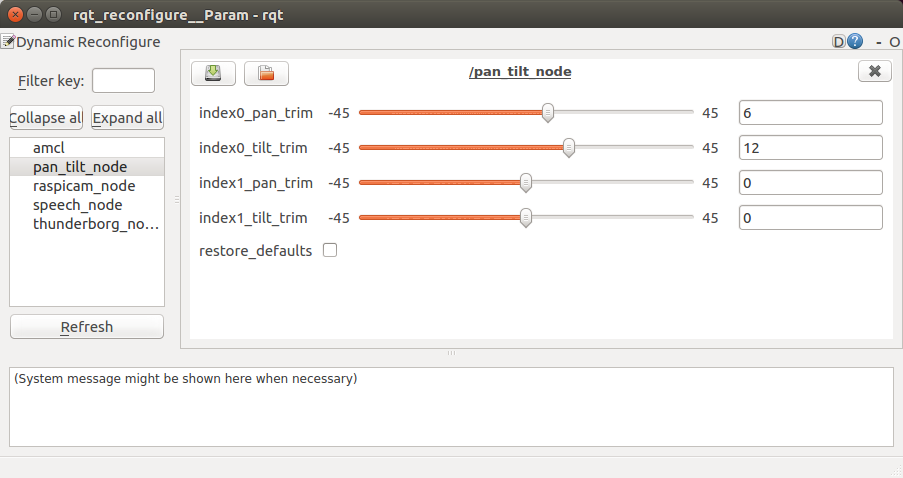 rqt_reconfigure__Param - rqt
Dynamic Reconfigure
D ? - O
Filter key:
Collapse all Expand all
amcl
pan_tilt_node
raspicam_node
speech_node
thunderborg_no...
Refresh
/pan_tilt_node
index0_pan_trim -45 45 6
index0_tilt_trim -45 45 12
index1_pan_trim -45 45 0
index1_tilt_trim -45 45 0
restore_defaults
(System message might be shown here when necessary)